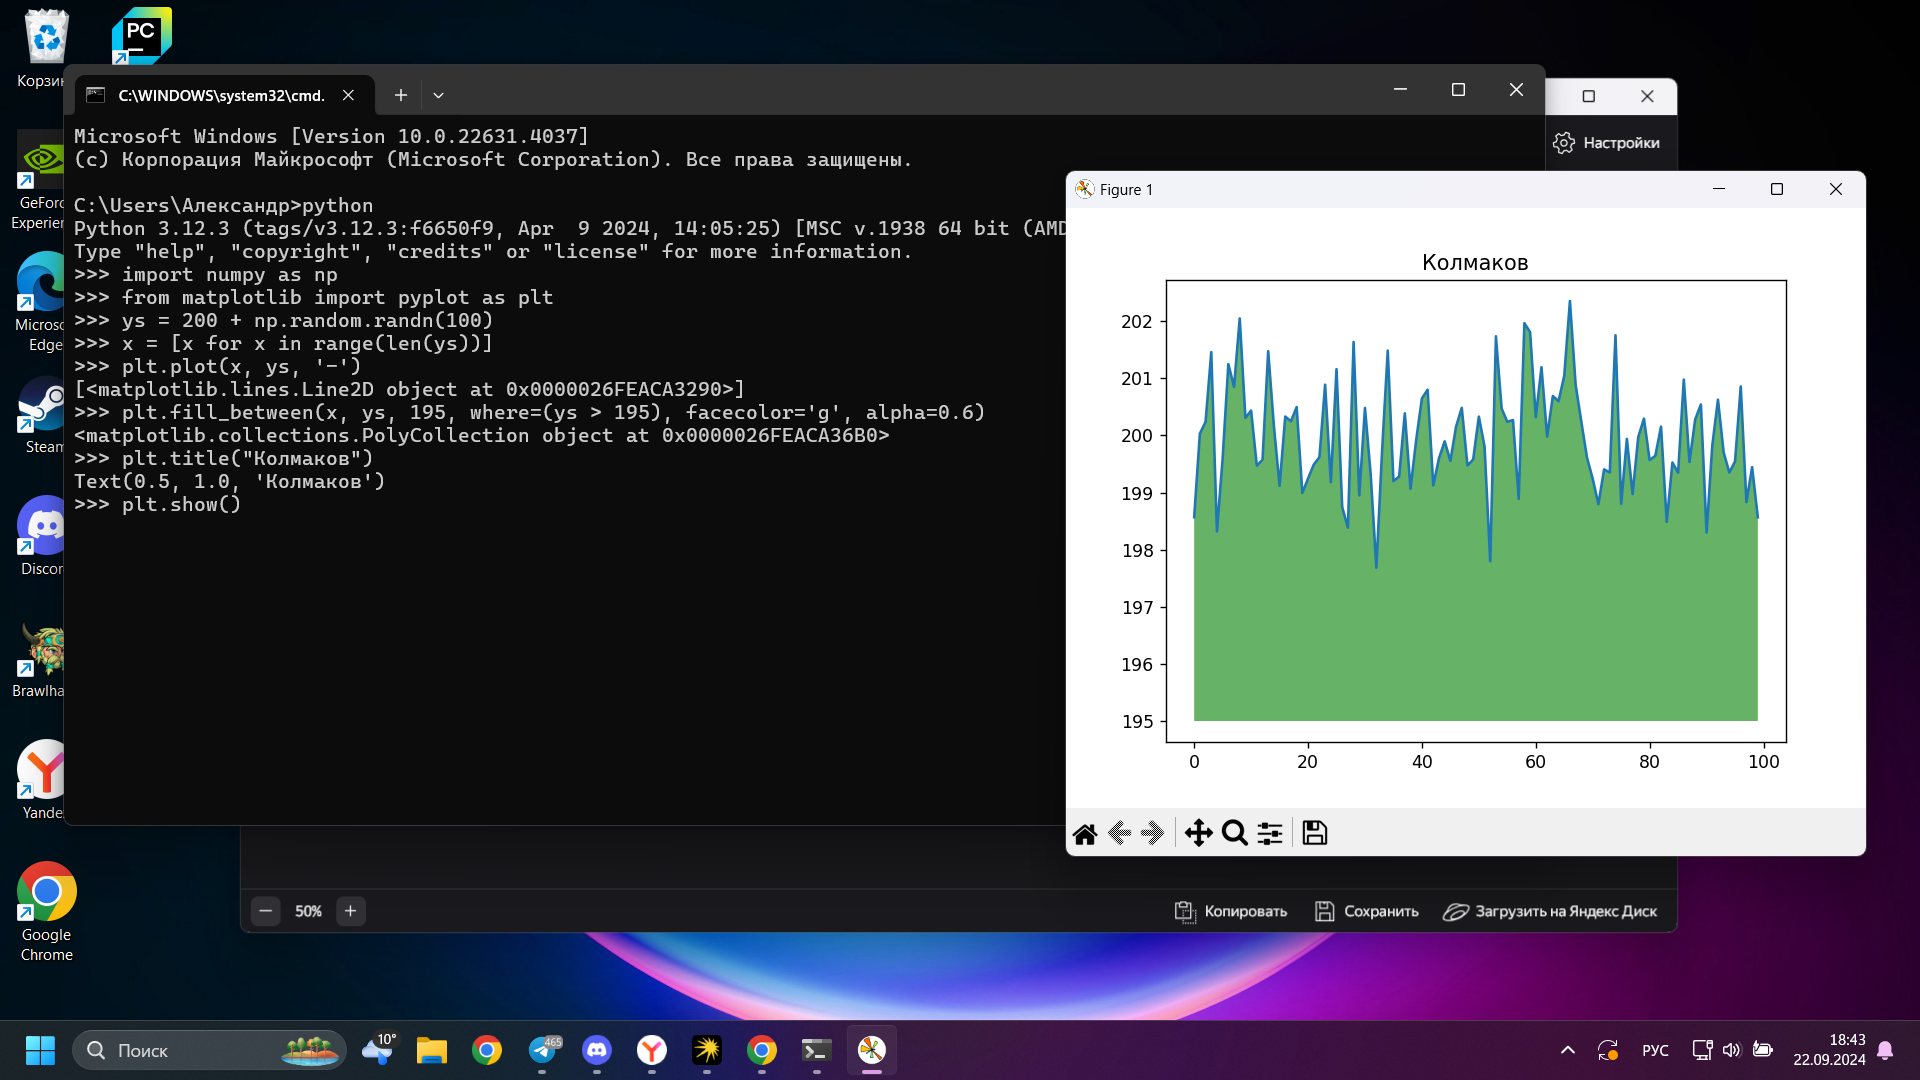 PC
Корзин
C:\WINDOWS\system32\cmd.
Microsoft Windows [Version 10.0.22631.4037]
(c) Корпорация Майкрософт (Microsoft Corporation). Все права защищены.
C:\Users\Александр>python
Python 3.12.3 (tags/v3.12.3:f6650f9, Apr  9 2024, 14:05:25) [MSC v.1938 64 bit (AMD
Type "help", "copyright", "credits" or "license" for more information.
>>> import numpy as np
>>> from matplotlib import pyplot as plt
>>> ys = 200 + np.random.randn(100)
>>> x = [x for x in range(len(ys))]
>>> plt.plot(x, ys, '-')
[<matplotlib.lines.Line2D object at 0x0000026FEACA3290>]
>>> plt.fill_between(x, ys, 195, where=(ys > 195), facecolor='g', alpha=0.6)
<matplotlib.collections.PolyCollection object at 0x0000026FEACA36B0>
>>> plt.title("Колмаков")
Text(0.5, 1.0, 'Колмаков')
>>> plt.show()
GeForc
Experien
Microso
Edge
Steam
Discor
Brawlha
Yande
Google
Chrome
Настройки
Figure 1
Колмаков
202
201
200
199
198
197
196
195
0 20 40 60 80 100
50%
Копировать
Сохранить
Загрузить на Яндекс Диск
Поиск
10°
465
РУС
18:43
22.09.2024